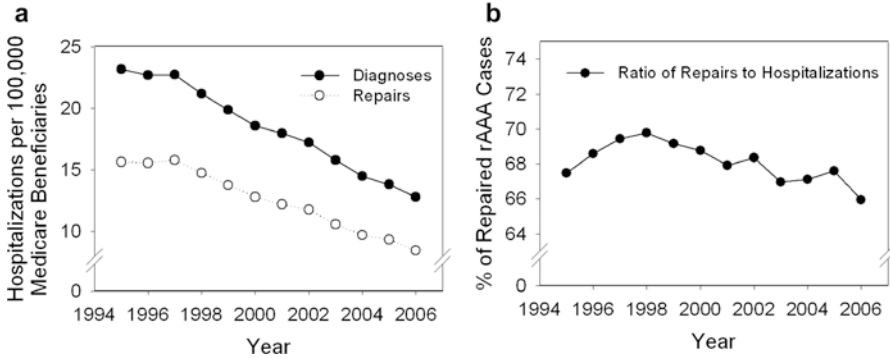 a
Hospitalizations per 100,000
Medicare Beneficiaries
25
20
15
10
0
Diagnoses
Repairs
1994 1996 1998 2000 2002 2004 2006
Year
b
% of Repaired rAAA Cases
74
72
70
68
66
64
0
Ratio of Repairs to Hospitalizations
1994 1996 1998 2000 2002 2004 2006
Year